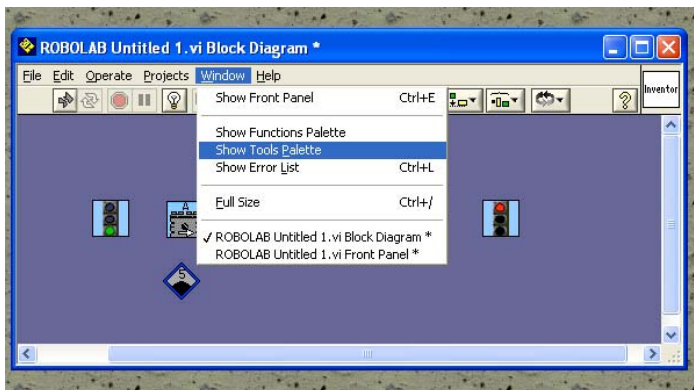 ROBOLAB Untitled 1.vi Block Diagram *
File Edit Operate Projects Window Help
Inventor
Show Front Panel Ctrl+E
Show Functions Palette
Show Tools Palette
Show Error List Ctrl+L
Full Size Ctrl+/
✓ ROBOLAB Untitled 1.vi Block Diagram *
ROBOLAB Untitled 1.vi Front Panel *
A
5